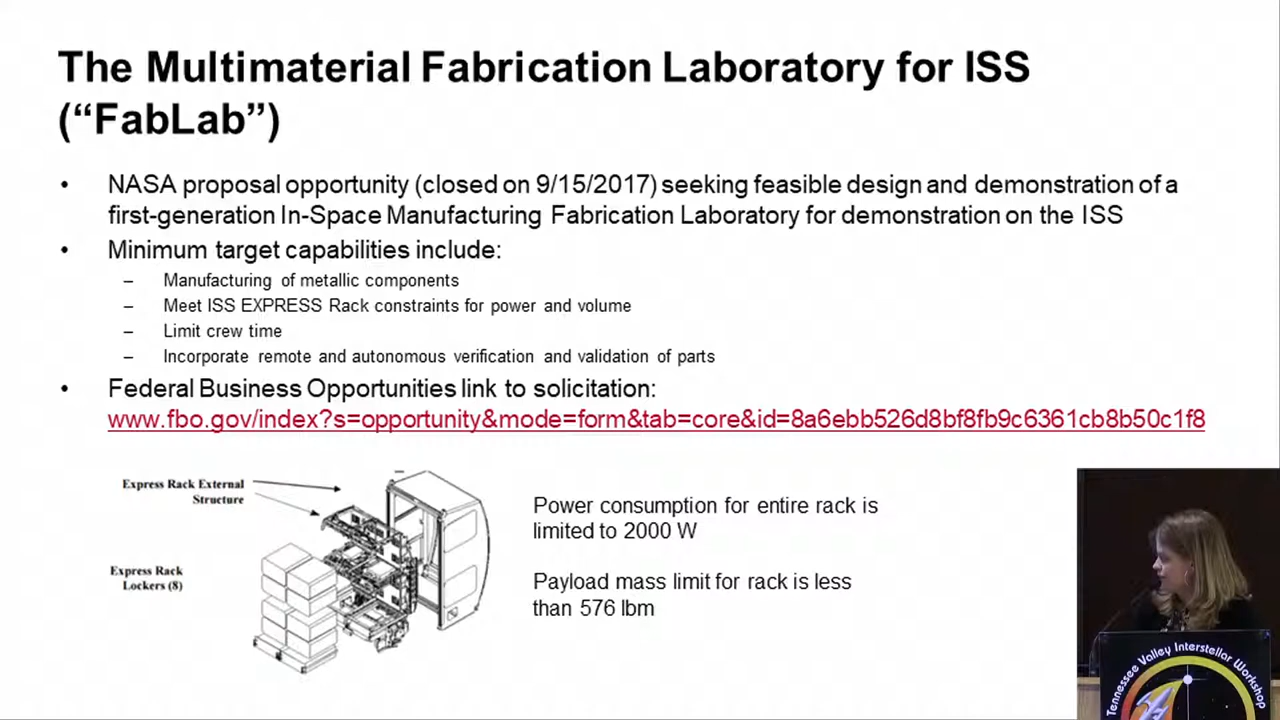 The Multimaterial Fabrication Laboratory for ISS
(“FabLab”)
• NASA proposal opportunity (closed on 9/15/2017) seeking feasible design and demonstration of a
first-generation In-Space Manufacturing Fabrication Laboratory for demonstration on the ISS
• Minimum target capabilities include:
– Manufacturing of metallic components
– Meet ISS EXPRESS Rack constraints for power and volume
– Limit crew time
– Incorporate remote and autonomous verification and validation of parts
• Federal Business Opportunities link to solicitation:
www.fbo.gov/index?s=opportunity&mode=form&tab=core&id=8a6ebb526d8bf8fb9c6361cb8b50c1f8
Express Rack External
Structure
Express Rack
Lockers (8)
Power consumption for entire rack is
limited to 2000 W
Payload mass limit for rack is less
than 576 lbm
Tennessee Valley Interstellar Workshop